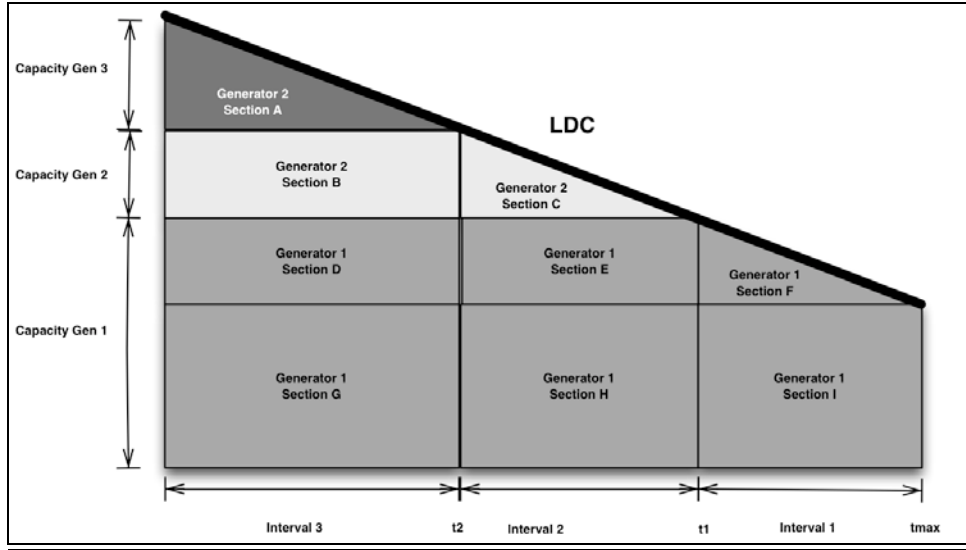 Capacity Gen 3
Generator 2
Section A
LDC
Capacity Gen 2
Generator 2
Section B
Generator 2
Section C
Generator 1
Section D
Generator 1
Section E
Generator 1
Section F
Capacity Gen 1
Generator 1
Section G
Generator 1
Section H
Generator 1
Section I
Interval 3
t2
Interval 2
t1
Interval 1
tmax